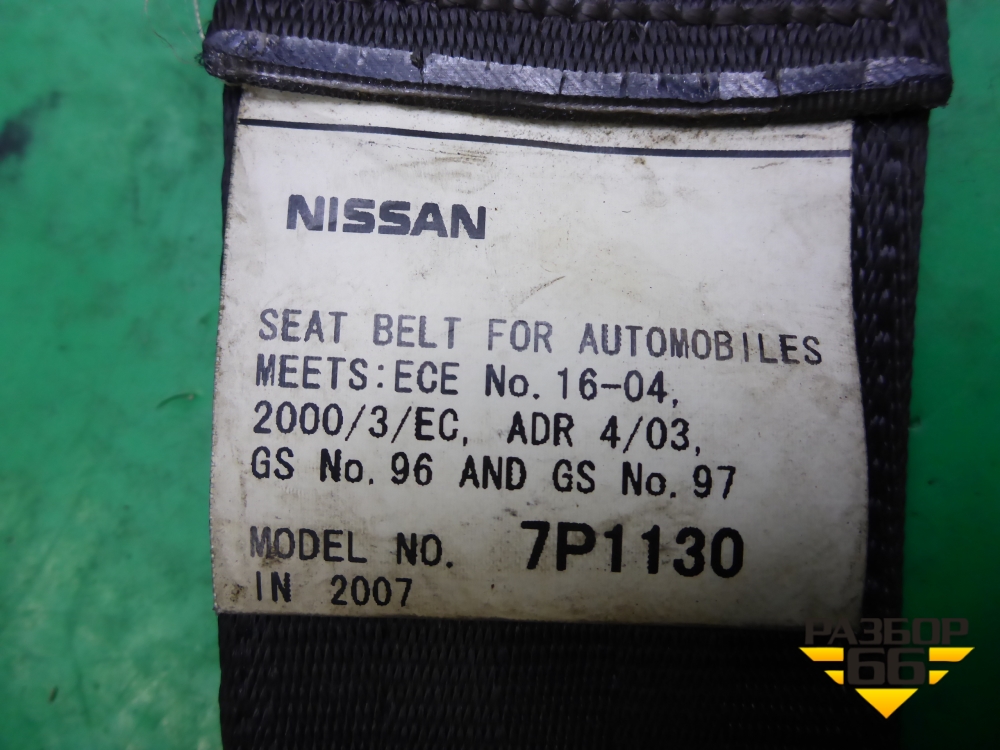 NISSAN
SEAT BELT FOR AUTOMOBILES
MEETS:ECE No.16-04,
2000/3/EC, ADR 4/03,
GS No.96 AND GS No.97
MODEL NO. 7P1130
IN 2007
РАЗБОР
66